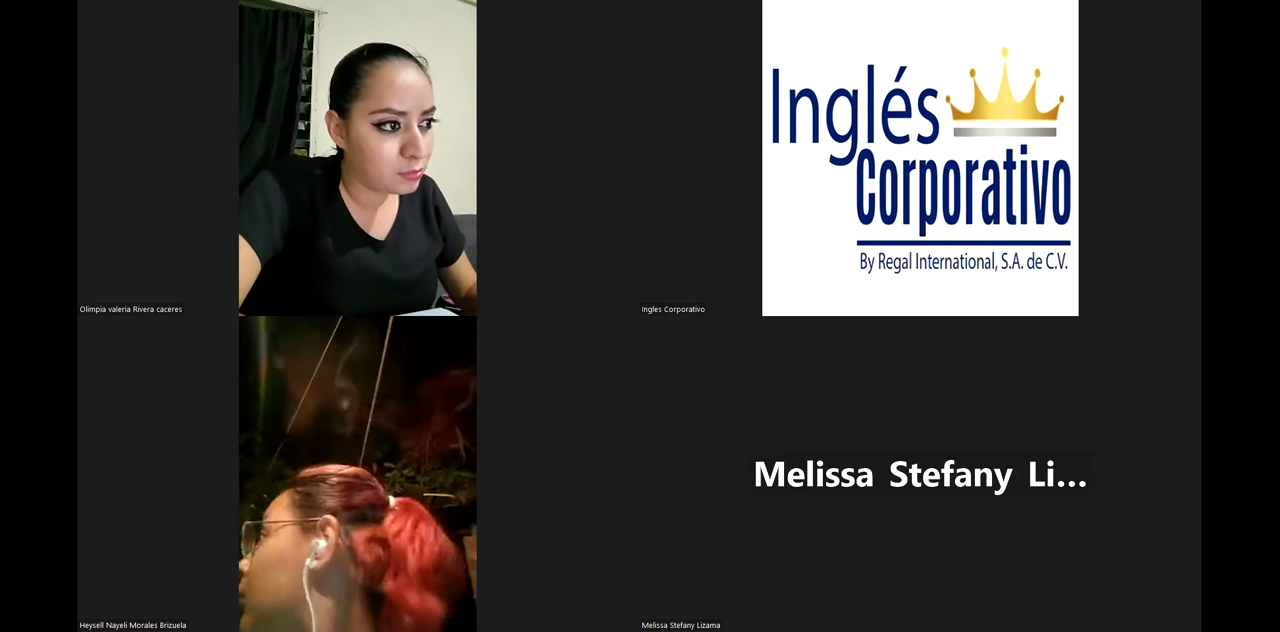 Inglés
Corporativo
By Regal International, S.A. de C.V.
Olimpia valeria Rivera caceres
Ingles Corporativo
Melissa Stefany Li...
Heysell Nayeli Morales Brizuela
Melissa Stefany Lizama